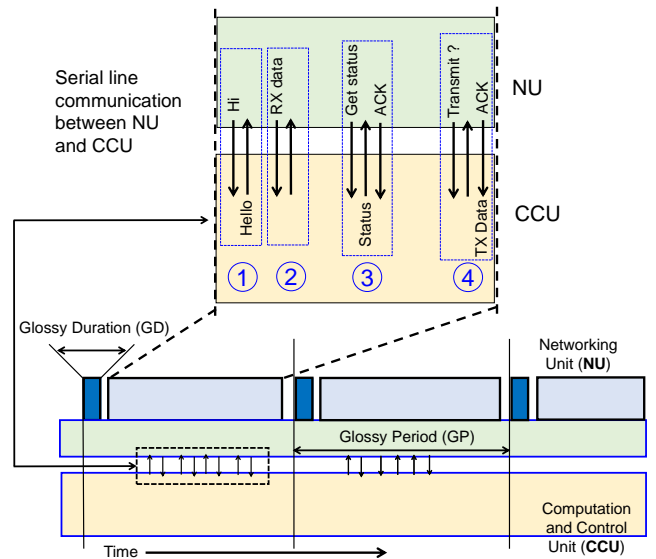 Serial line
communication
between NU
and CCU
Hi
Hello
RX data
Get status
ACK
Status
Transmit ?
ACK
TX Data
NU
CCU
1
2
3
4
Glossy Duration (GD)
Networking
Unit (NU)
Glossy Period (GP)
Computation
and Control
Unit (CCU)
Time